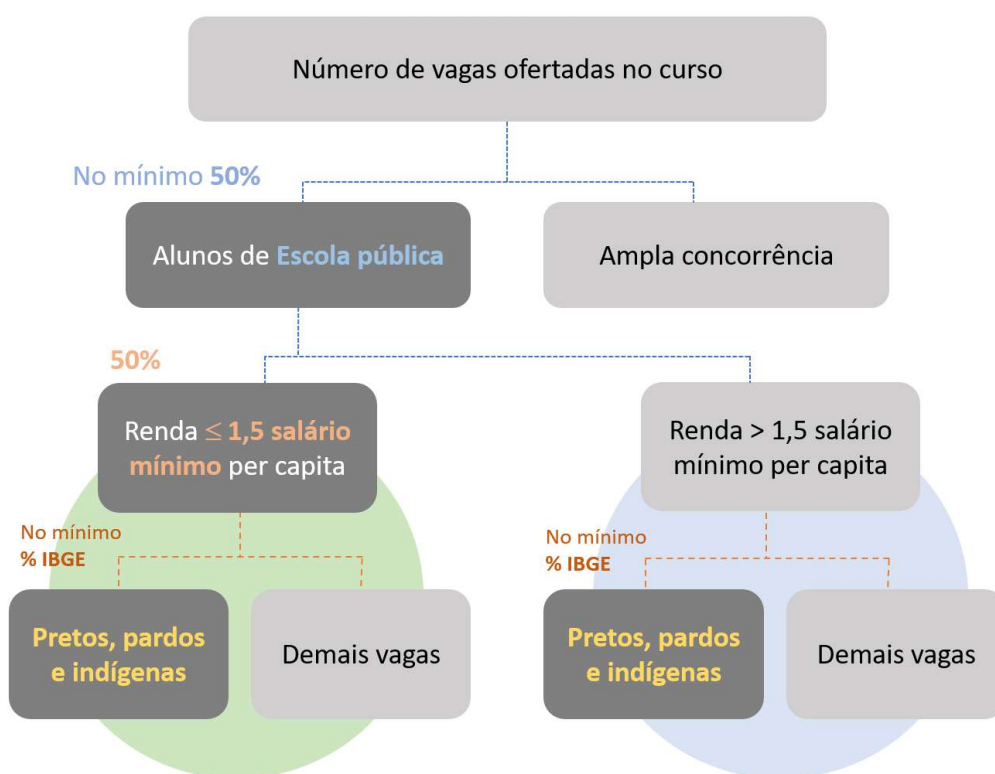 Número de vagas ofertadas no curso
No mínimo 50%
Alunos de Escola pública
Ampla concorrência
50%
Renda ≤ 1,5 salário
mínimo per capita
Renda > 1,5 salário
mínimo per capita
No mínimo
% IBGE
Pretos, pardos
e indígenas
Demais vagas
No mínimo
% IBGE
Pretos, pardos
e indígenas
Demais vagas